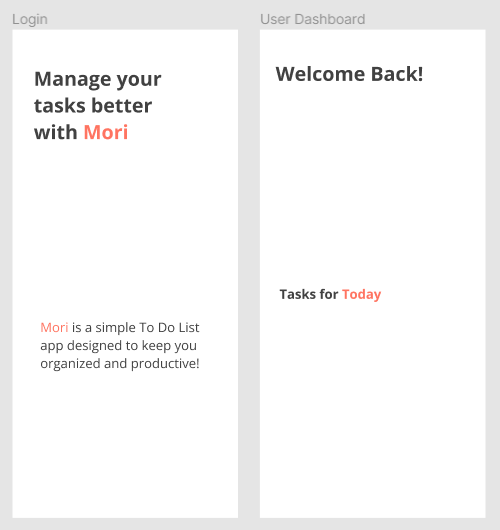 Login
Manage your
tasks better
with Mori
Mori is a simple To Do List
app designed to keep you
organized and productive!
User Dashboard
Welcome Back!
Tasks for Today